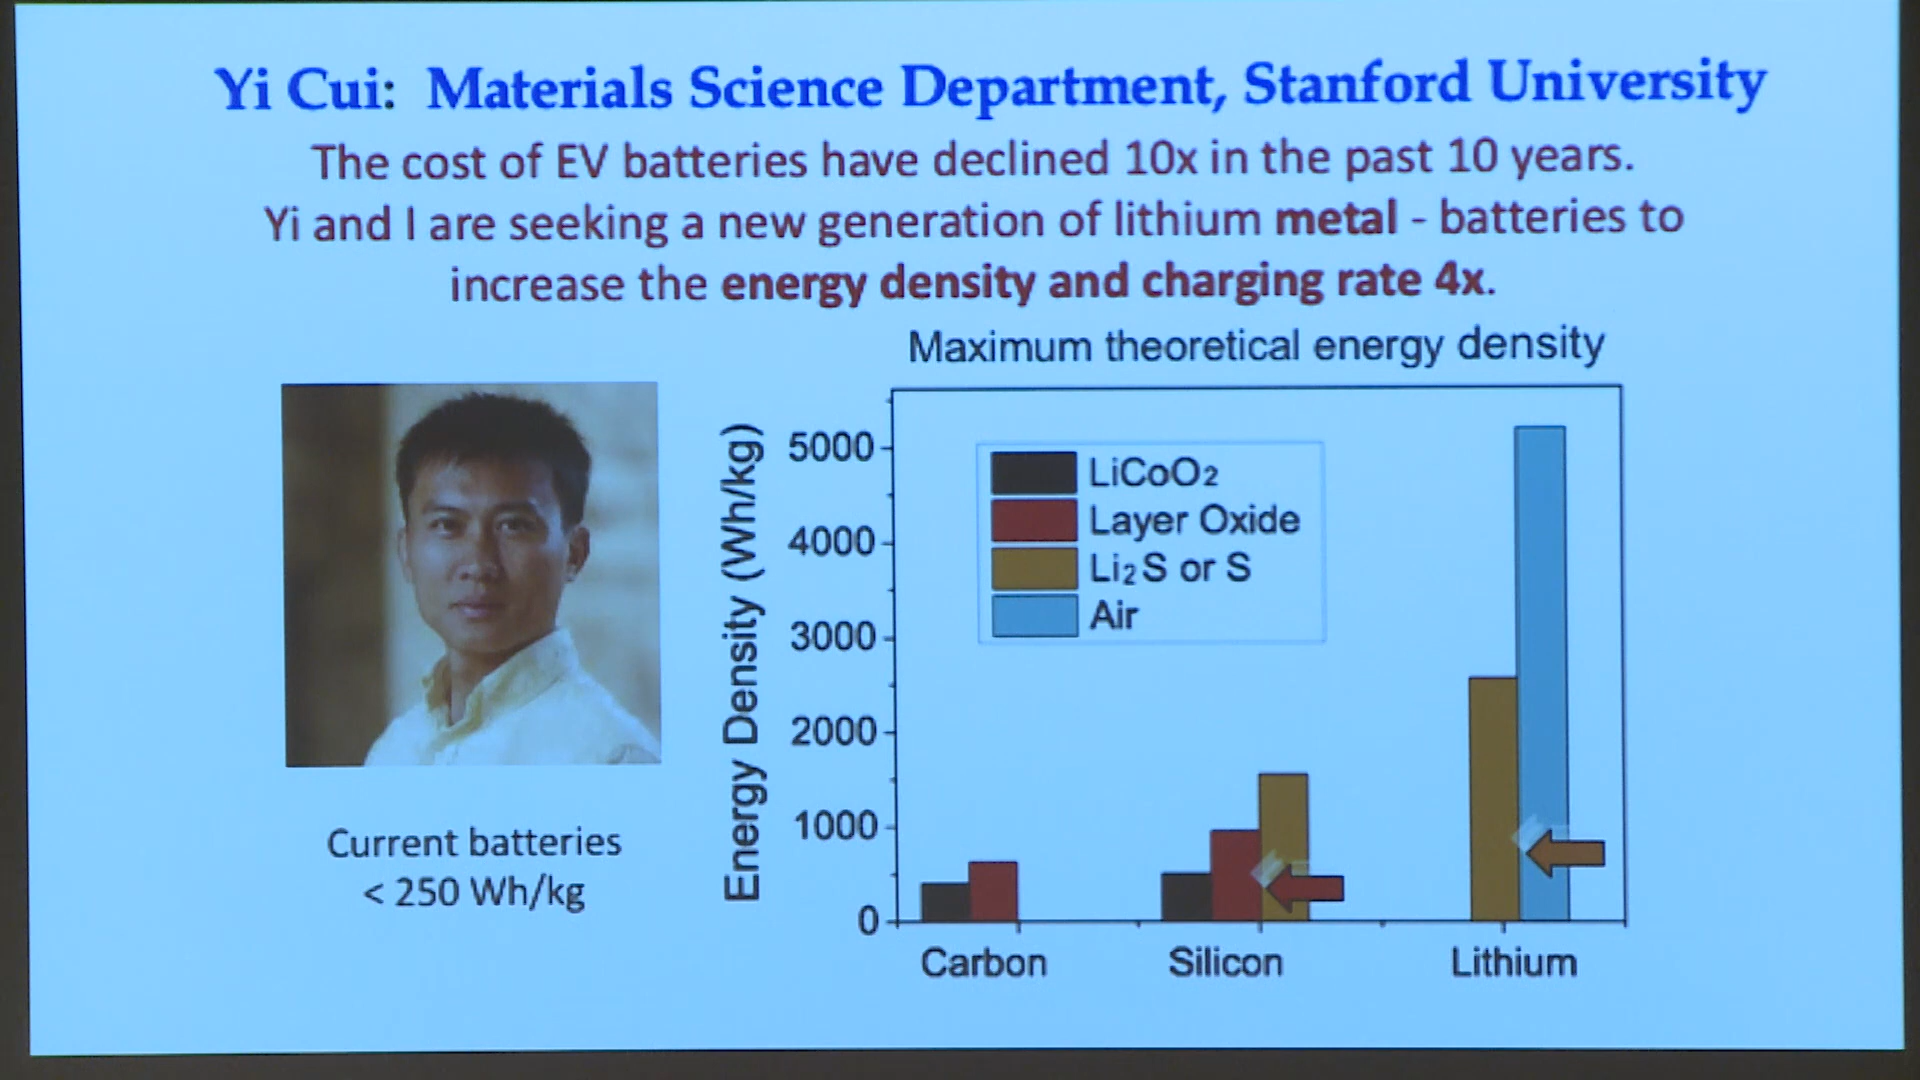 Yi Cui: Materials Science Department, Stanford University
The cost of EV batteries have declined 10x in the past 10 years.
Yi and I are seeking a new generation of lithium metal - batteries to
increase the energy density and charging rate 4x.
Maximum theoretical energy density
Energy Density (Wh/kg)
5000
4000
3000
2000
1000
0
LiCoO₂
Layer Oxide
Li₂S or S
Air
Carbon
Silicon
Lithium
Current batteries
< 250 Wh/kg